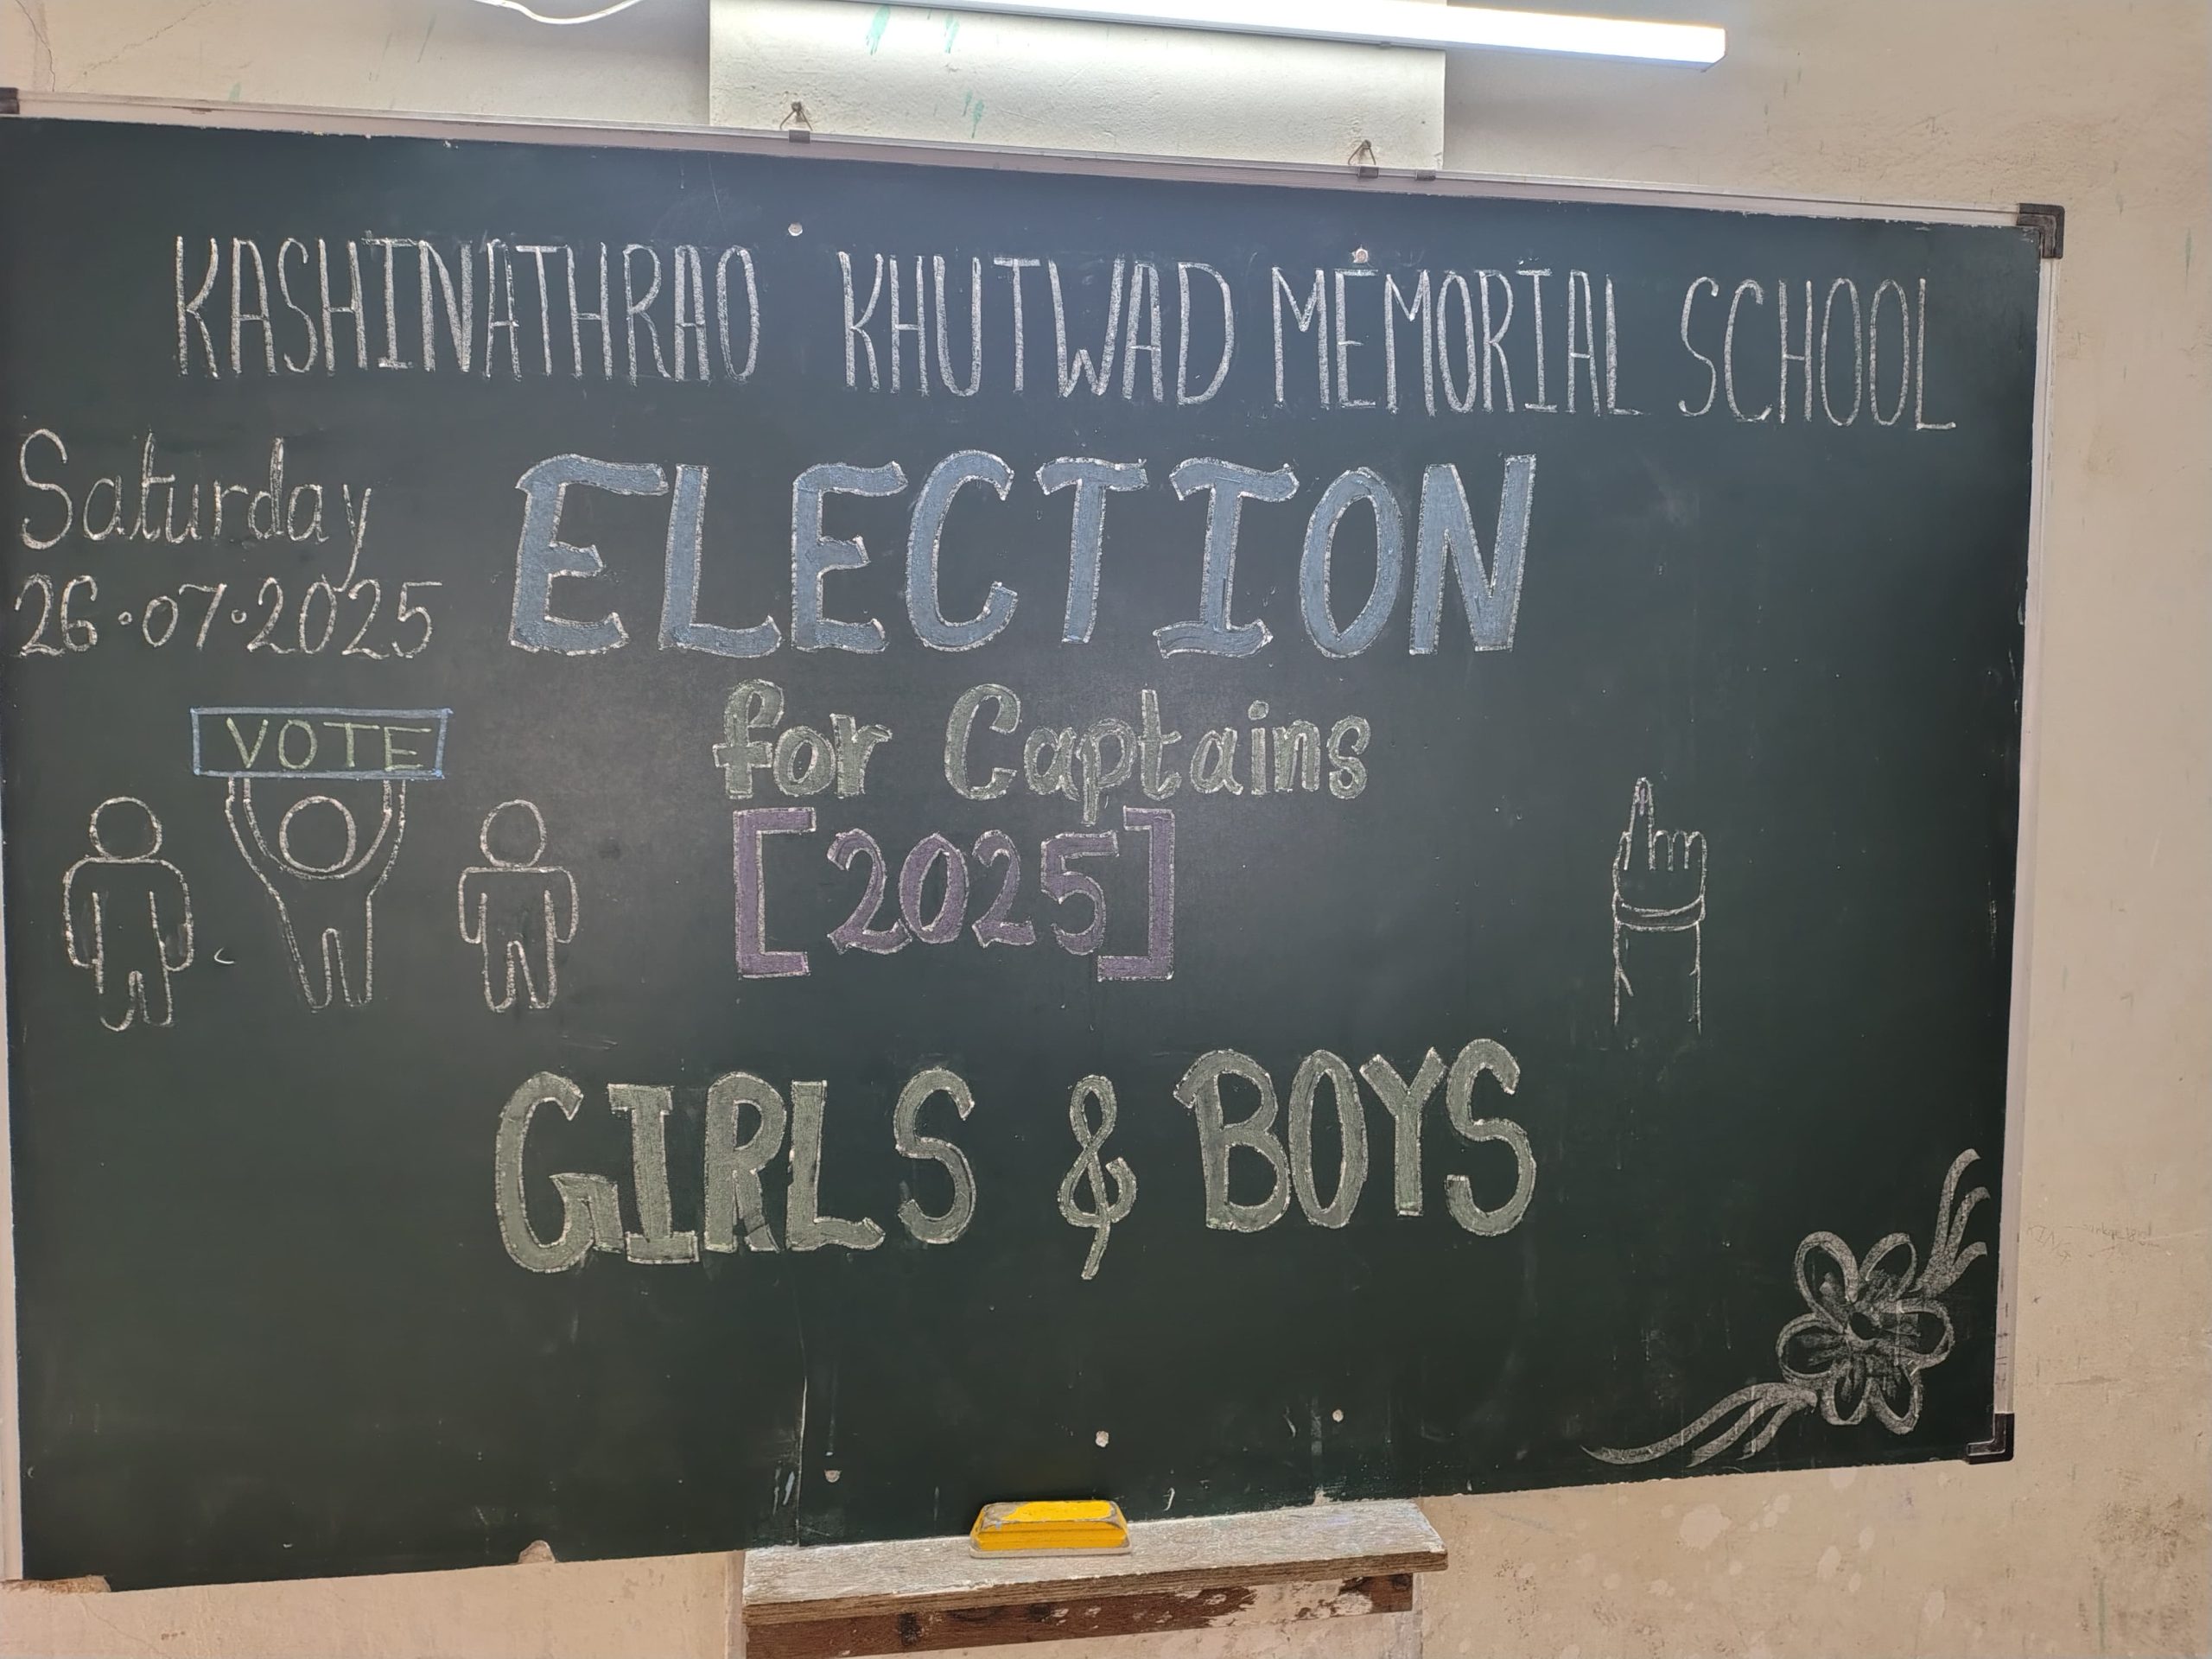 KASHINATHRAO KHUTWAD MEMORIAL SCHOOL
Saturday
26.07.2025
ELECTION
for Captains
[2025]
VOTE
GIRLS & BOYS